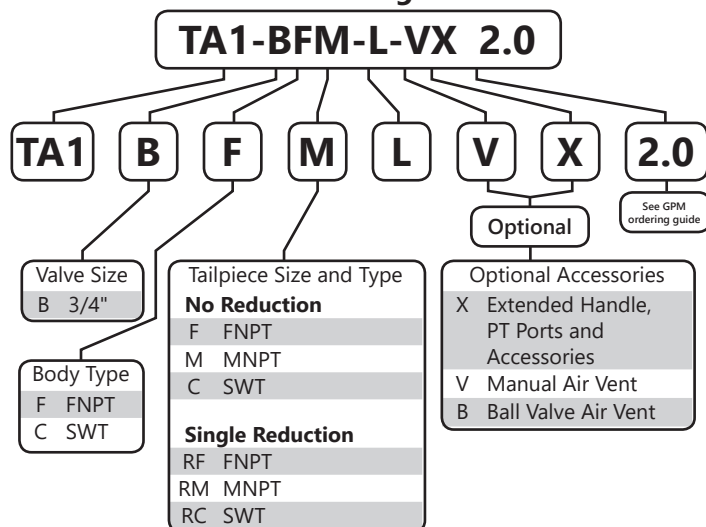 TA1-BFM-L-VX 2.0
TA1 B F M L V X 2.0
See GPM
ordering guide
Optional
Valve Size
B 3/4"
Body Type
F FNPT
C SWT
Tailpiece Size and Type
No Reduction
F FNPT
M MNPT
C SWT
Single Reduction
RF FNPT
RM MNPT
RC SWT
Optional Accessories
X Extended Handle,
PT Ports and
Accessories
V Manual Air Vent
B Ball Valve Air Vent